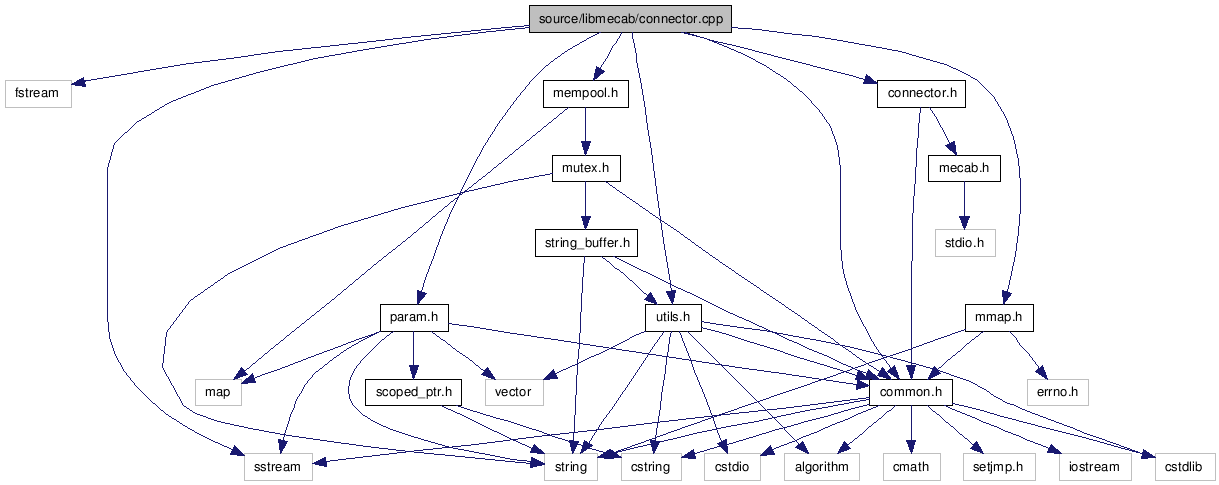 source/libmecab/connector.cpp
fstream
mempool.h
connector.h
mutex.h
mecab.h
string_buffer.h
stdio.h
param.h
utils.h
mmap.h
map
scoped_ptr.h
vector
common.h
errno.h
sstream
string
cstring
cstdio
algorithm
cmath
setjmp.h
iostream
cstdlib